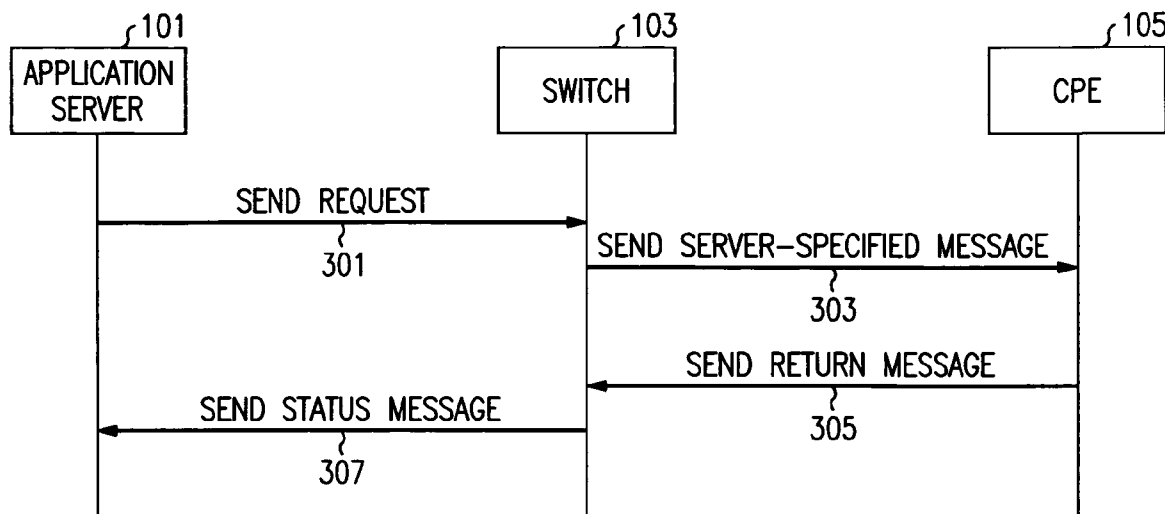 101
103
105
APPLICATION
SERVER
SWITCH
CPE
SEND REQUEST
301
SEND SERVER-SPECIFIED MESSAGE
303
SEND RETURN MESSAGE
305
SEND STATUS MESSAGE
307